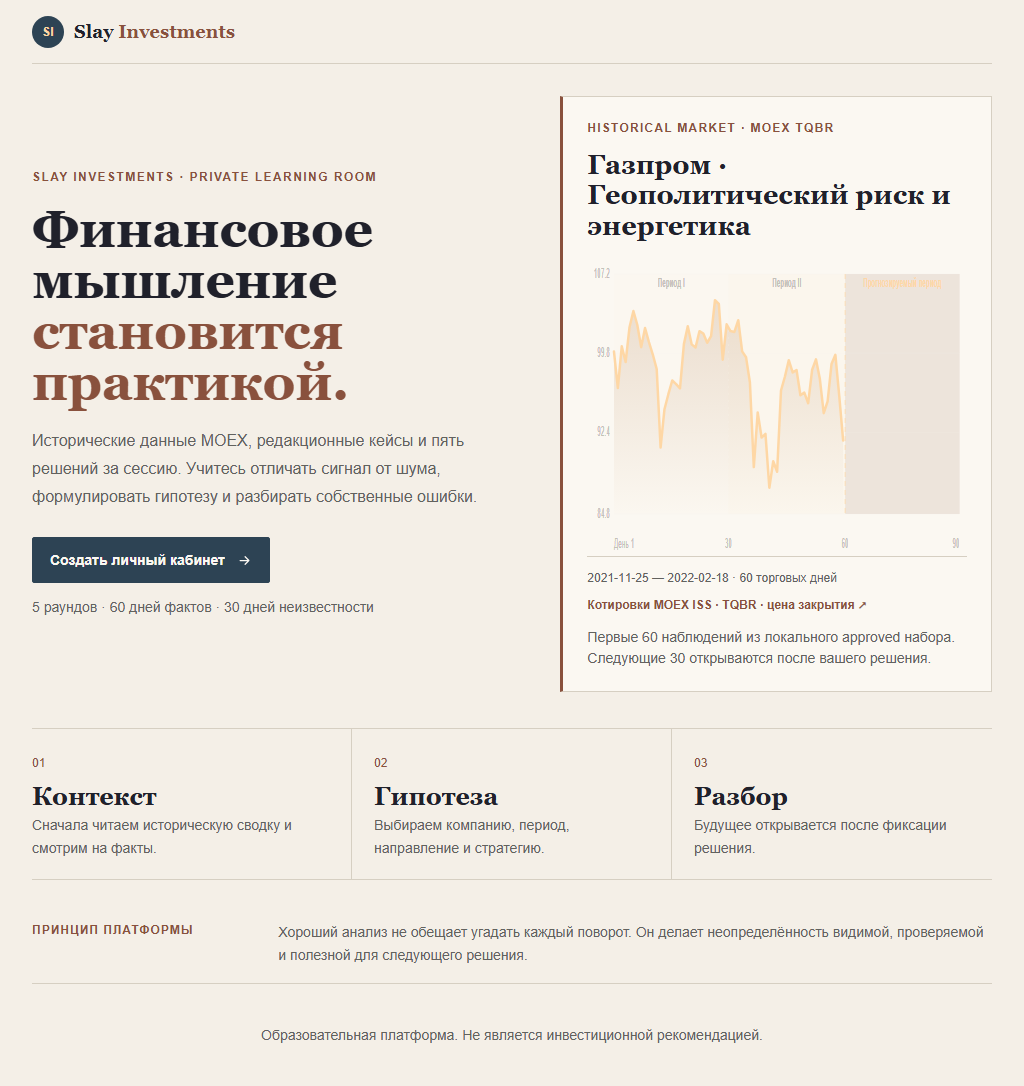 SI
Slay Investments
SLAY INVESTMENTS · PRIVATE LEARNING ROOM
Финансовое
мышление
становится
практикой.
Исторические данные MOEX, редакционные кейсы и пять
решений за сессию. Учитесь отличать сигнал от шума,
формулировать гипотезу и разбирать собственные ошибки.
Создать личный кабинет →
5 раундов · 60 дней фактов · 30 дней неизвестности
HISTORICAL MARKET · MOEX TQBR
Газпром ·
Геополитический риск и
энергетика
107.2
Период I
Период II
99.8
92.4
84.8
День 1
30
60
90
2021-11-25 — 2022-02-18 · 60 торговых дней
Котировки MOEX ISS · TQBR · цена закрытия ↗
Первые 60 наблюдений из локального approved набора.
Следующие 30 открываются после вашего решения.
01
Контекст
Сначала читаем историческую сводку и
смотрим на факты.
02
Гипотеза
Выбираем компанию, период,
направление и стратегию.
03
Разбор
Будущее открывается после фиксации
решения.
ПРИНЦИП ПЛАТФОРМЫ
Хороший анализ не обещает угадать каждый поворот. Он делает неопределённость видимой, проверяемой
и полезной для следующего решения.
Образовательная платформа. Не является инвестиционной рекомендацией.